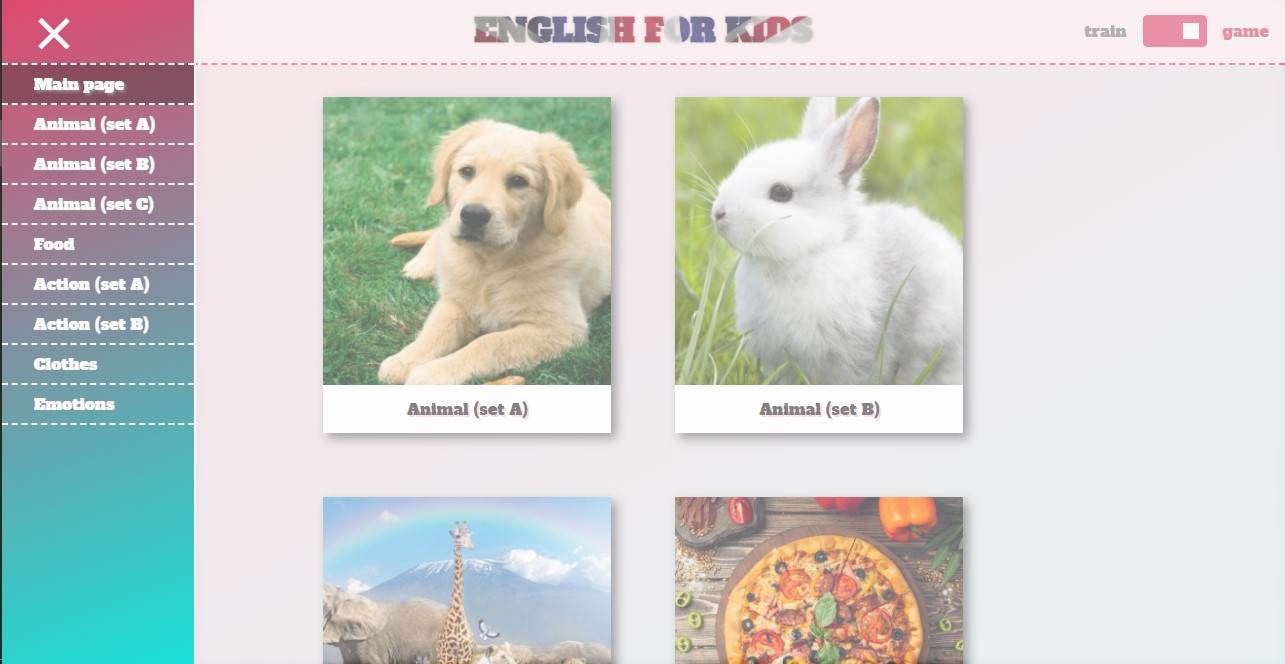 ENGLISH FOR KIDS
train
game
Main page
Animal (set A)
Animal (set B)
Animal (set C)
Food
Action (set A)
Action (set B)
Clothes
Emotions
Animal (set A)
Animal (set B)